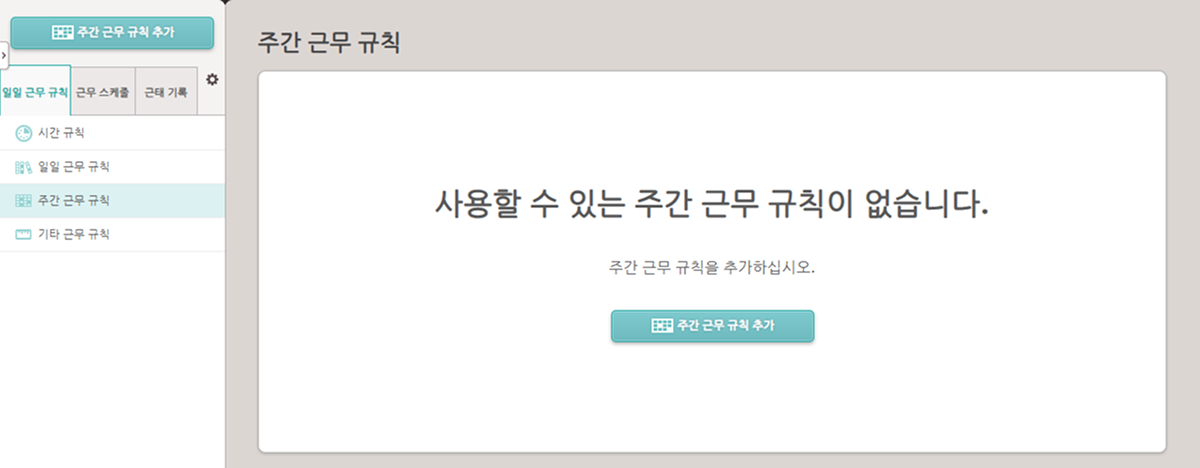 주간 근무 규칙 추가
일일 근무 규칙
근무 스케줄
근태 기록
시간 규칙
일일 근무 규칙
주간 근무 규칙
기타 근무 규칙
주간 근무 규칙
사용할 수 있는 주간 근무 규칙이 없습니다.
주간 근무 규칙을 추가하십시오.
주간 근무 규칙 추가